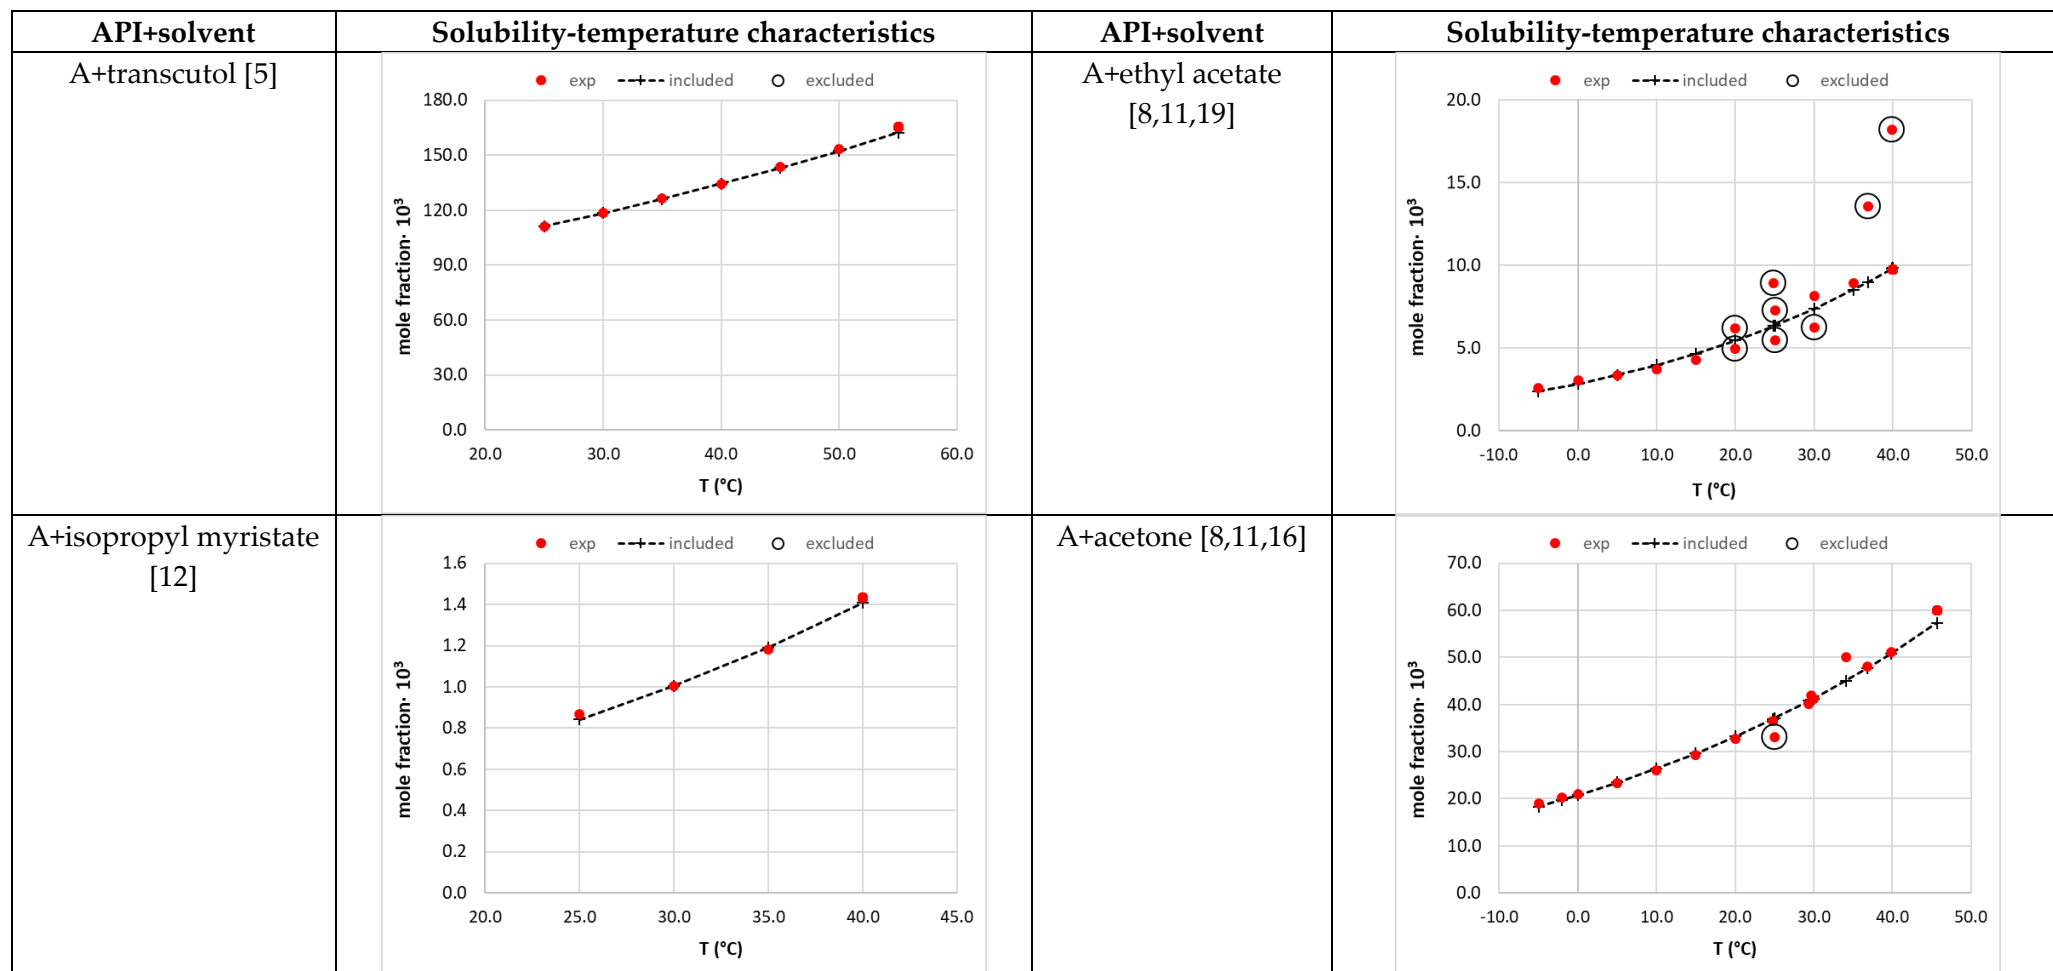 API+solvent
Solubility-temperature characteristics
API+solvent
Solubility-temperature characteristics
A+transcutol [5]
exp included excluded
180.0
150.0
120.0
90.0
60.0
30.0
0.0
20.0 30.0 40.0 50.0 60.0
mole fraction· 10³
T (°C)
A+ethyl acetate
[8,11,19]
exp included excluded
20.0
15.0
10.0
5.0
0.0
-10.0 0.0 10.0 20.0 30.0 40.0 50.0
mole fraction· 10³
T (°C)
A+isopropyl myristate
[12]
exp included excluded
1.6
1.4
1.2
1.0
0.8
0.6
0.4
0.2
0.0
20.0 25.0 30.0 35.0 40.0 45.0
mole fraction· 10³
T (°C)
A+acetone [8,11,16]
exp included excluded
70.0
60.0
50.0
40.0
30.0
20.0
10.0
0.0
-10.0 0.0 10.0 20.0 30.0 40.0 50.0
mole fraction· 10³
T (°C)